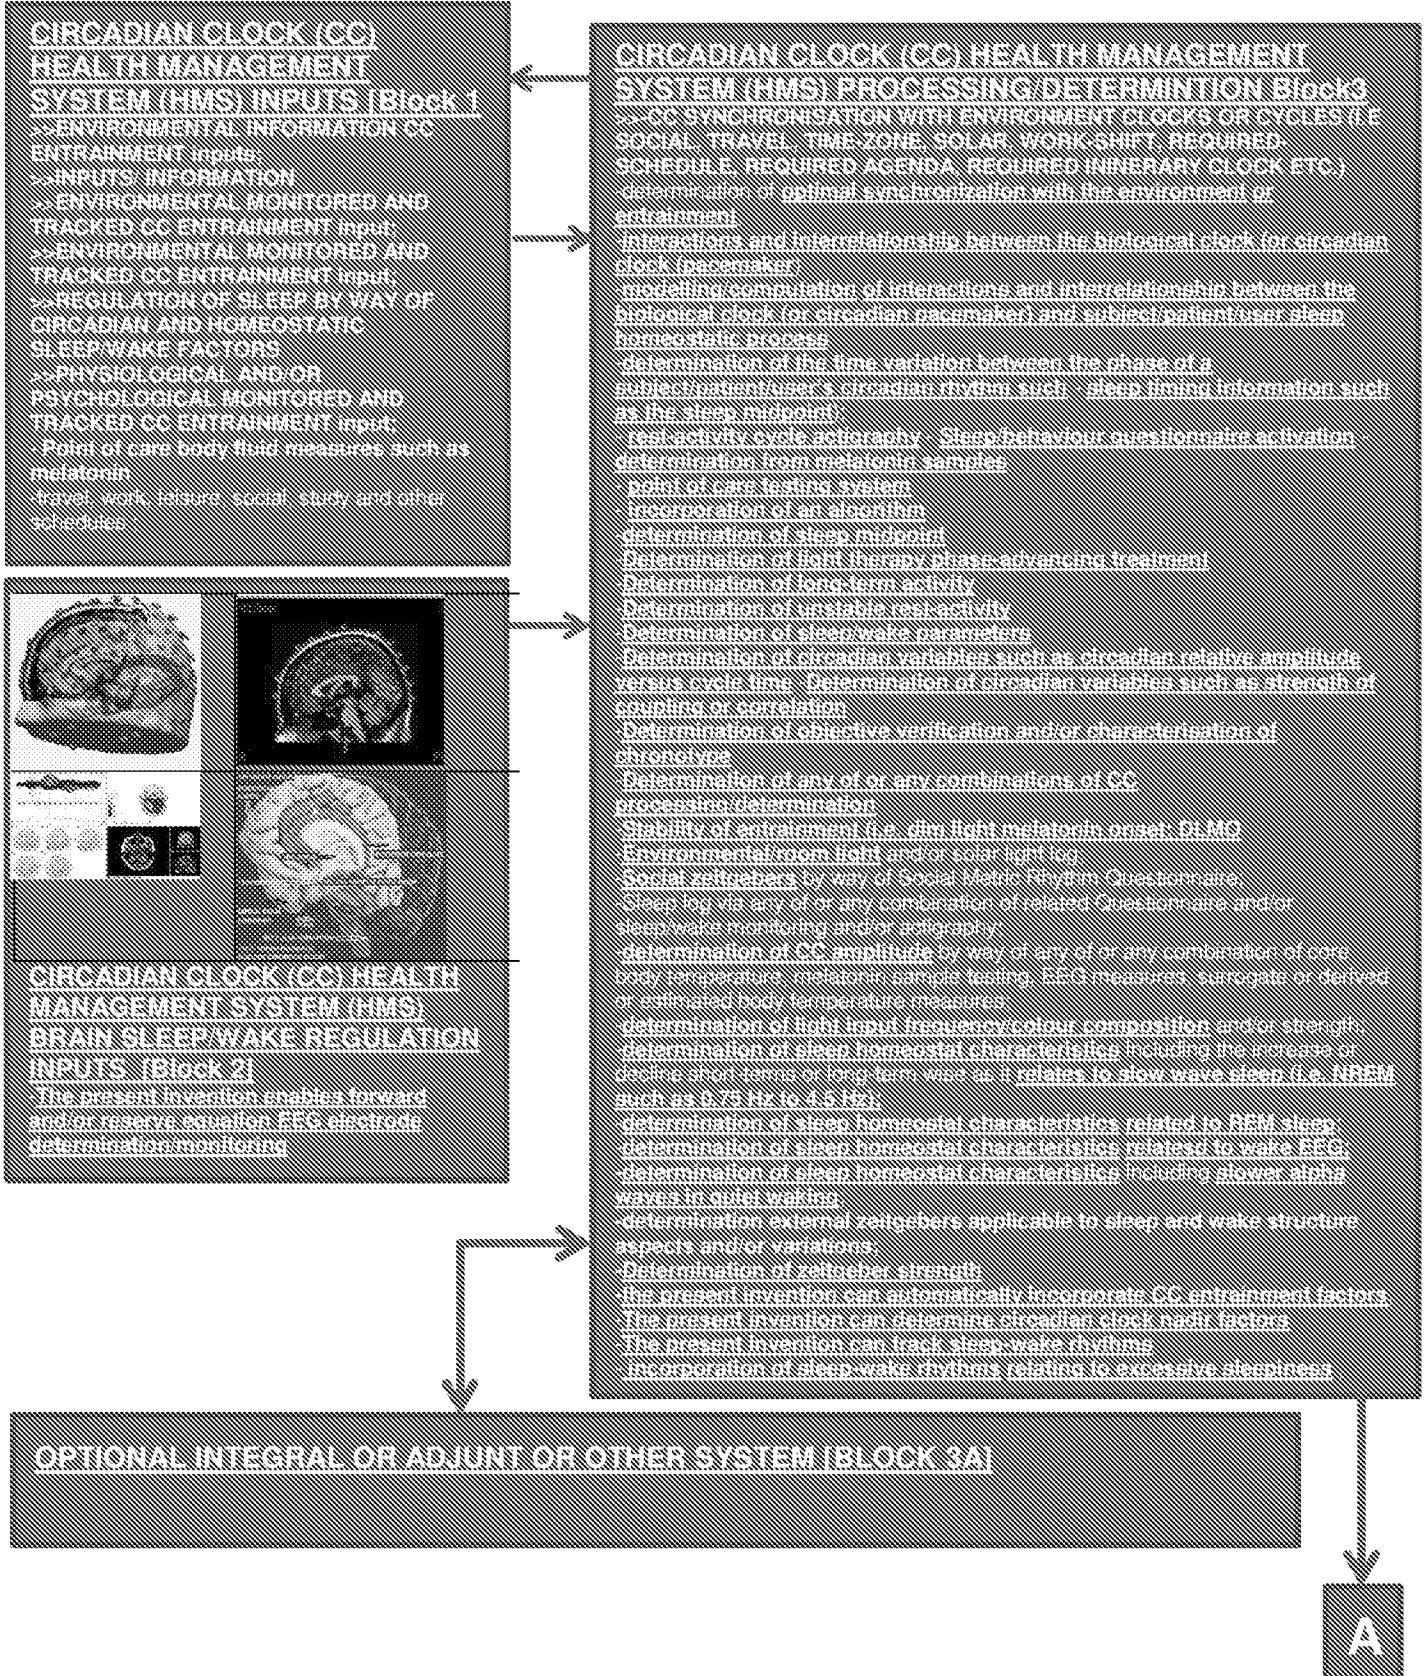 CIRCADIAN CLOCK (CC)
HEALTH MANAGEMENT
SYSTEM (HMS) INPUTS [Block 1
>>ENVIRONMENTAL INFORMATION CC
ENTRAINMENT inputs;
>>INPUTS/ INFORMATION
>>ENVIRONMENTAL MONITORED AND
TRACKED CC ENTRAINMENT input;
>>ENVIRONMENTAL MONITORED AND
TRACKED CC ENTRAINMENT input;
>>REGULATION OF SLEEP BY WAY OF
CIRCADIAN AND HOMEOSTATIC
SLEEP/WAKE FACTORS
>>PHYSIOLOGICAL AND/OR
PSYCHOLOGICAL MONITORED AND
TRACKED CC ENTRAINMENT input;
- Point of care body fluid measures such as
melatonin
-travel, work, leisure, social, study and other
schedules ;
CIRCADIAN CLOCK (CC) HEALTH
MANAGEMENT SYSTEM (HMS)
BRAIN SLEEP/WAKE REGULATION
INPUTS [Block 2]
-The present invention enables forward
and/or reserve equation EEG electrode
determination/monitoring
CIRCADIAN CLOCK (CC) HEALTH MANAGEMENT
SYSTEM (HMS) PROCESSING/DETERMINTION Block3
>>CC SYNCHRONISATION WITH ENVIRONMENT CLOCKS OR CYCLES (I.E
SOCIAL, TRAVEL, TIME-ZONE, SOLAR, WORK-SHIFT, REQUIRED-
SCHEDULE, REQUIRED AGENDA, REQUIRED ININERARY CLOCK ETC.)
-determination of optimal synchronization with the environment or
entrainment
-interactions and interrelationship between the biological clock (or circadian
clock (pacemaker)
-modelling/computation of interactions and interrelationship between the
biological clock (or circadian pacemaker) and subject/patient/user sleep
homeostatic process
-determination of the time variation between the phase of a
subject/patient/user's circadian rhythm such - sleep timing information such
as the sleep midpoint);
- rest-activity cycle actigraphy - Sleep/behaviour questionnaire activation -
determination from melatonin samples
- point of care testing system
- incorporation of an algorithm
-determination of sleep midpoint
-Determination of light therapy phase-advancing treatment
-Determination of long-term activity
-Determination of unstable rest-activity
-Determination of sleep/wake parameters
-Determination of circadian variables such as circadian relative amplitude
versus cycle time Determination of circadian variables such as strength of
coupling or correlation
-Determination of objective verification and/or characterisation of
chronotype
-Determination of any of or any combinations of CC
processing/determination
-Stability of entrainment (i.e. dim light melatonin onset; DLMO
-Environmental/room light and/or solar light log;
-Social zeitgebers by way of Social Metric Rhythm Questionnaire;
-Sleep log via any of or any combination of related Questionnaire and/or
sleep/wake monitoring and/or actigraphy;
-determination of CC amplitude by way of any of or any combination of core
body temperature, melatonin sample testing, EEG measures, surrogate or derived
or estimated body temperature measures;
-determination of light input frequency/colour composition and/or strength;
-determination of sleep homeostat characteristics including the increase or
decline short-terms or long-term wise as it relates to slow wave sleep (i.e. NREM
such as 0.75 Hz to 4.5 Hz);
-determination of sleep homeostat characteristics related to REM sleep;
-determination of sleep homeostat characteristics relatesd to wake EEG;
-determination of sleep homeostat characteristics including slower alpha
waves in quiet waking
-determination external zeitgebers applicable to sleep and wake structure
aspects and/or variations;
-Determination of zeitgeber strength
-the present invention can automatically incorporate CC entrainment factors
-The present invention can determine circadian clock nadir factors
-The present invention can track sleep-wake rhythms
-incorporation of sleep-wake rhythms relating to excessive sleepiness
OPTIONAL INTEGRAL OR ADJUNT OR OTHER SYSTEM [BLOCK 3A]
A